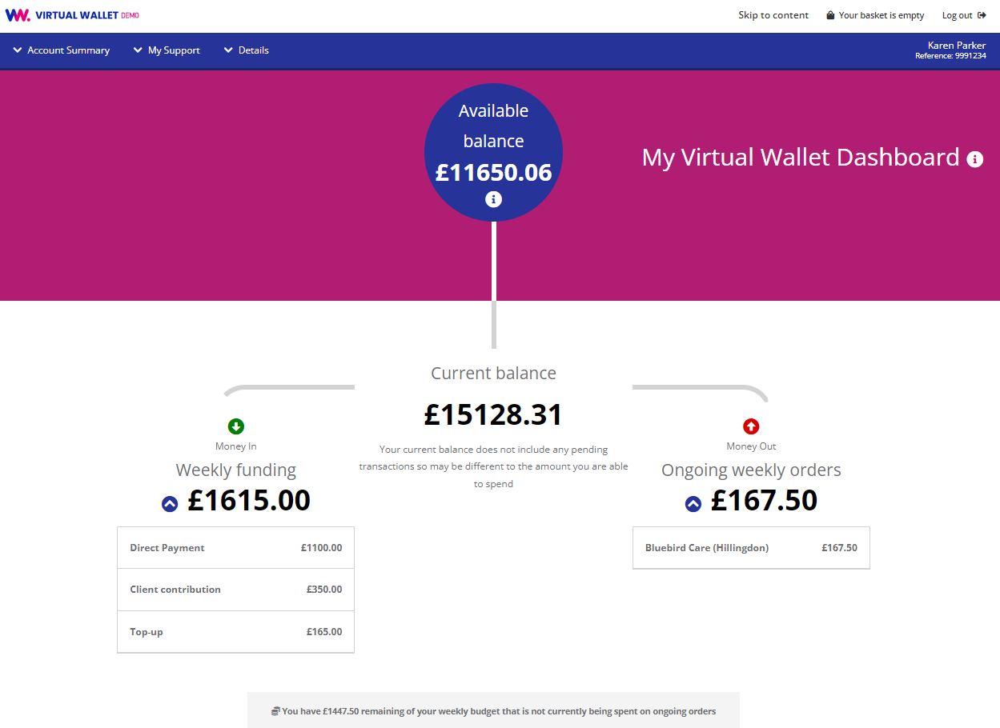 VW. VIRTUAL WALLET DEMO
Skip to content
Your basket is empty
Log out
Account Summary
My Support
Details
Karen Parker
Reference: 9991234
Available
balance
£11650.06
My Virtual Wallet Dashboard
Current balance
£15128.31
Your current balance does not include any pending
transactions so may be different to the amount you are able
to spend
Money In
Weekly funding
£1615.00
Direct Payment £1100.00
Client contribution £350.00
Top-up £165.00
Money Out
Ongoing weekly orders
£167.50
Bluebird Care (Hillingdon) £167.50
You have £1447.50 remaining of your weekly budget that is not currently being spent on ongoing orders